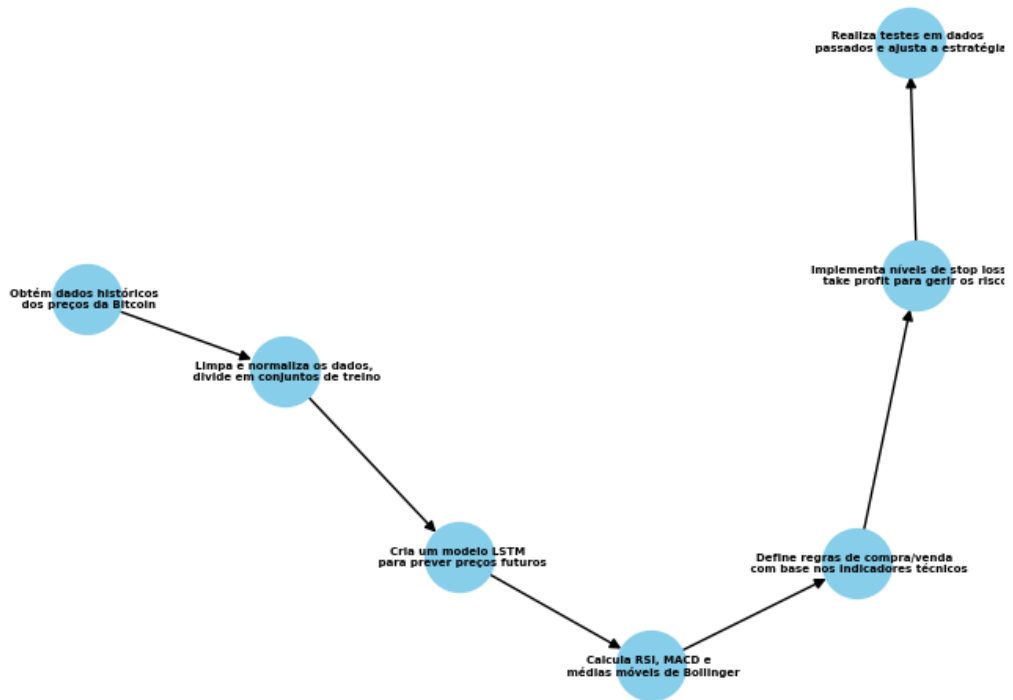 Obtém dados históricos
dos preços da Bitcoin
Limpa e normaliza os dados,
divide em conjuntos de treino
Cria um modelo LSTM
para prever preços futuros
Calcula RSI, MACD e
médias móveis de Bollinger
Define regras de compra/venda
com base nos indicadores técnicos
Implementa níveis de stop loss
take profit para gerir os risco
Realiza testes em dados
passados e ajusta a estratégia